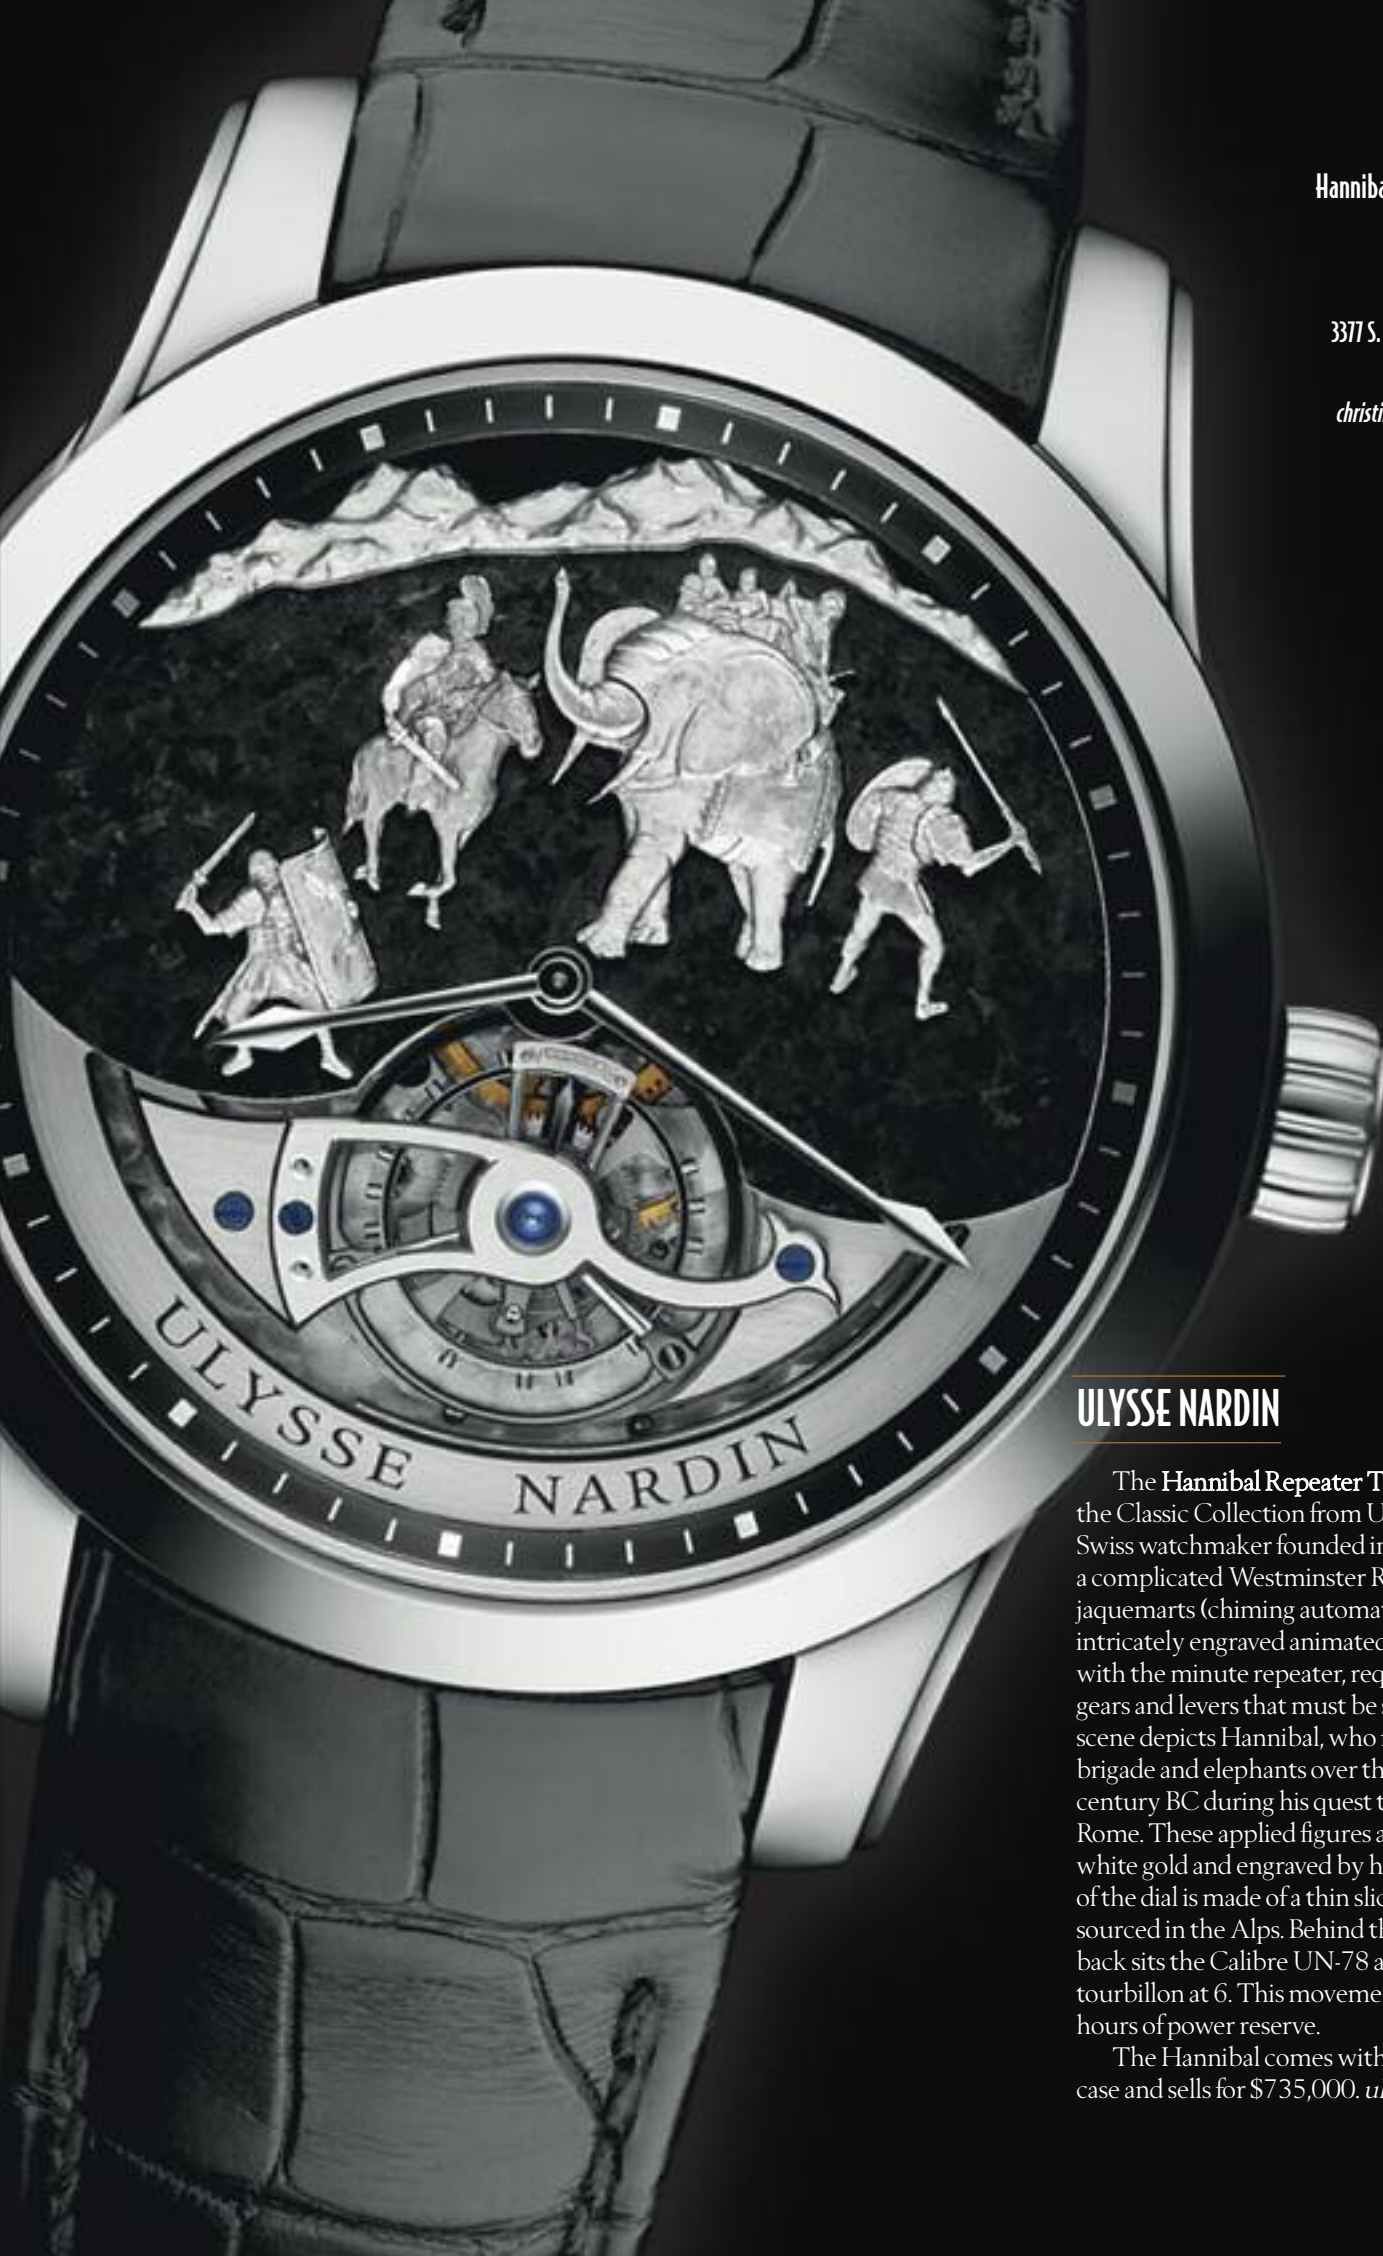 Hanniba
3377 S.
christi
ULYSSE NARDIN
ULYSSE NARDIN
The Hannibal Repeater T
the Classic Collection from U
Swiss watchmaker founded in
a complicated Westminster R
jaquemarts (chiming automat
intricately engraved animated
with the minute repeater, req
gears and levers that must be s
scene depicts Hannibal, who
brigade and elephants over th
century BC during his quest t
Rome. These applied figures a
white gold and engraved by h
of the dial is made of a thin slic
sourced in the Alps. Behind th
back sits the Calibre UN-78 a
tourbillon at 6. This moveme
hours of power reserve.
The Hannibal comes with
case and sells for $735,000. ul